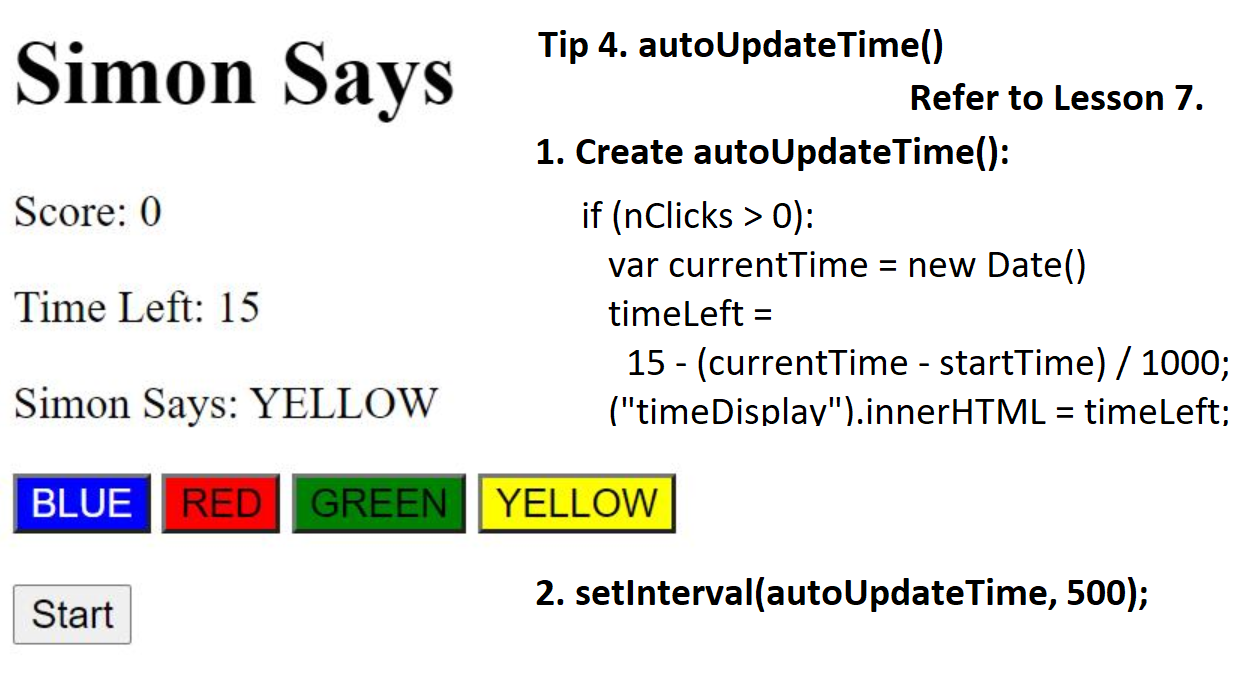 Simon Says
Score: 0
Time Left: 15
Simon Says: YELLOW
BLUE RED GREEN YELLOW
Start
Tip 4. autoUpdateTime()
Refer to Lesson 7.
1. Create autoUpdateTime():
if (nClicks > 0):
var currentTime = new Date()
timeLeft =
15 - (currentTime - startTime) / 1000;
("timeDisplay").innerHTML = timeLeft;
2. setInterval(autoUpdateTime, 500);